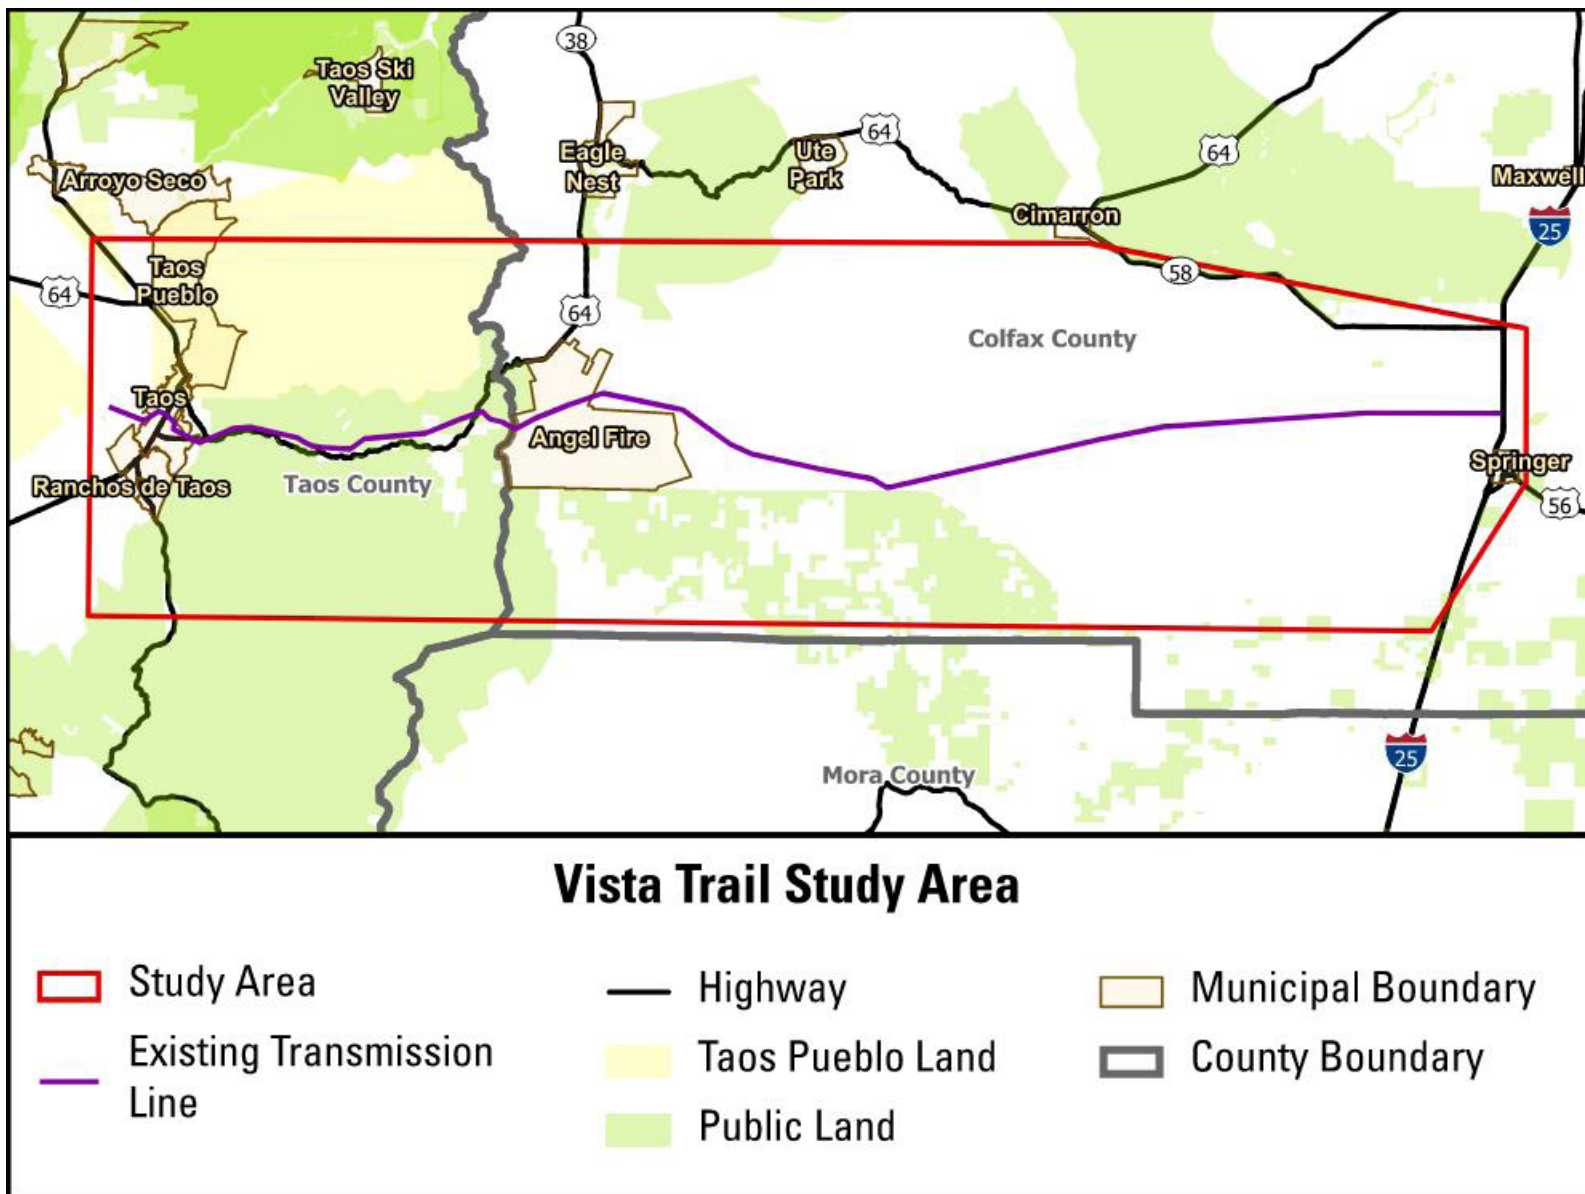 38
Taos Ski
Valley
64
Eagle
Nest
Ute
Park
64
Arroyo Seco
Maxwell
Cimarron
25
Taos
Pueblo
64
58
64
Colfax County
Taos
Angel Fire
Springer
Ranchos de Taos
Taos County
56
25
Mora County
Vista Trail Study Area
Study Area
Existing Transmission
Line
Highway
Taos Pueblo Land
Public Land
Municipal Boundary
County Boundary